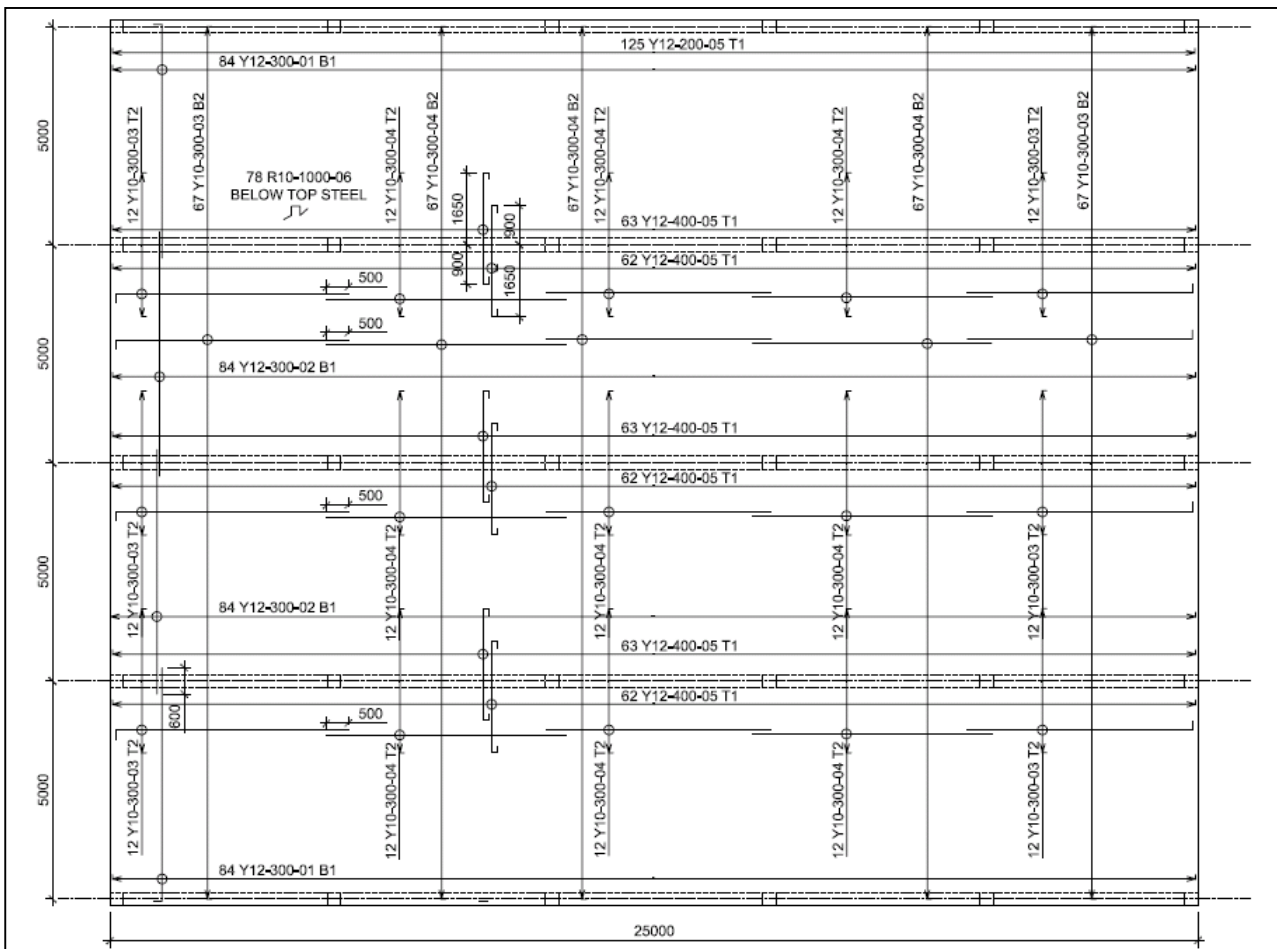 125 Y12-200-05 T1
84 Y12-300-01 B1
5000
12 Y10-300-03 T2
67 Y10-300-03 B2
12 Y10-300-04 T2
67 Y10-300-04 B2
67 Y10-300-04 B2
12 Y10-300-04 T2
12 Y10-300-04 T2
67 Y10-300-04 B2
12 Y10-300-03 T2
67 Y10-300-03 B2
78 R10-1000-06
BELOW TOP STEEL
1650
900
63 Y12-400-05 T1
900
1650
62 Y12-400-05 T1
500
500
5000
84 Y12-300-02 B1
63 Y12-400-05 T1
62 Y12-400-05 T1
500
5000
12 Y10-300-03 T2
12 Y10-300-04 T2
12 Y10-300-04 T2
12 Y10-300-04 T2
12 Y10-300-03 T2
84 Y12-300-02 B1
63 Y12-400-05 T1
62 Y12-400-05 T1
600
500
5000
12 Y10-300-03 T2
12 Y10-300-04 T2
12 Y10-300-04 T2
12 Y10-300-04 T2
12 Y10-300-03 T2
84 Y12-300-01 B1
25000